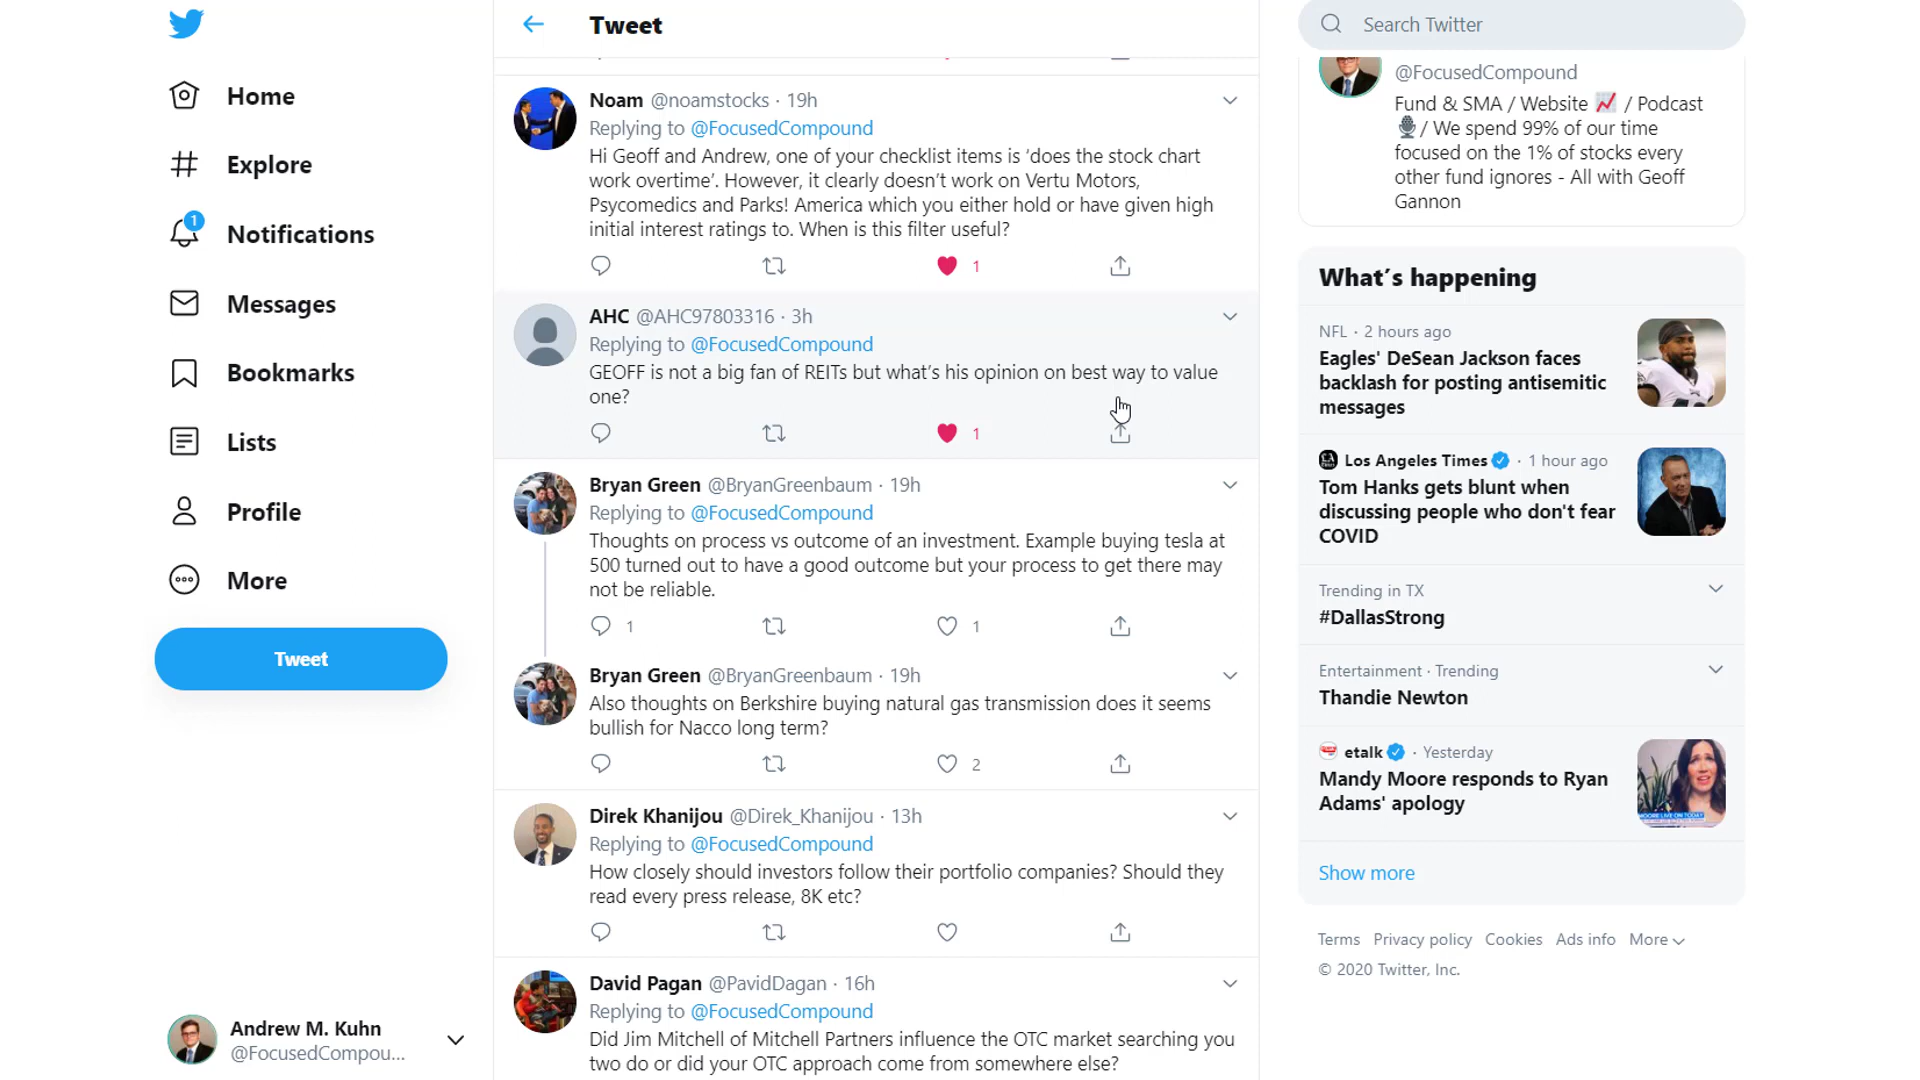 Home
Explore
1
Notifications
Messages
Bookmarks
Lists
Profile
More
Tweet
Andrew M. Kuhn
@FocusedCompou...
Tweet
Noam @noamstocks · 19h
Replying to @FocusedCompound
Hi Geoff and Andrew, one of your checklist items is ‘does the stock chart
work overtime’. However, it clearly doesn’t work on Vertu Motors,
Psycomedics and Parks! America which you either hold or have given high
initial interest ratings to. When is this filter useful?
1
AHC @AHC97803316 · 3h
Replying to @FocusedCompound
GEOFF is not a big fan of REITs but what’s his opinion on best way to value
one?
1
Bryan Green @BryanGreenbaum · 19h
Replying to @FocusedCompound
Thoughts on process vs outcome of an investment. Example buying tesla at
500 turned out to have a good outcome but your process to get there may
not be reliable.
1 1
Bryan Green @BryanGreenbaum · 19h
Also thoughts on Berkshire buying natural gas transmission does it seems
bullish for Nacco long term?
2
Direk Khanijou @Direk_Khanijou · 13h
Replying to @FocusedCompound
How closely should investors follow their portfolio companies? Should they
read every press release, 8K etc?
David Pagan @PavidDagan · 16h
Replying to @FocusedCompound
Did Jim Mitchell of Mitchell Partners influence the OTC market searching you
two do or did your OTC approach come from somewhere else?
Search Twitter
@FocusedCompound
Fund & SMA / Website 📈 / Podcast
🎙/ We spend 99% of our time
focused on the 1% of stocks every
other fund ignores - All with Geoff
Gannon
What’s happening
NFL · 2 hours ago
Eagles' DeSean Jackson faces
backlash for posting antisemitic
messages
Los Angeles Times · 1 hour ago
Tom Hanks gets blunt when
discussing people who don't fear
COVID
Trending in TX
#DallasStrong
Entertainment · Trending
Thandie Newton
etalk · Yesterday
Mandy Moore responds to Ryan
Adams' apology
Show more
Terms Privacy policy Cookies Ads info More
© 2020 Twitter, Inc.